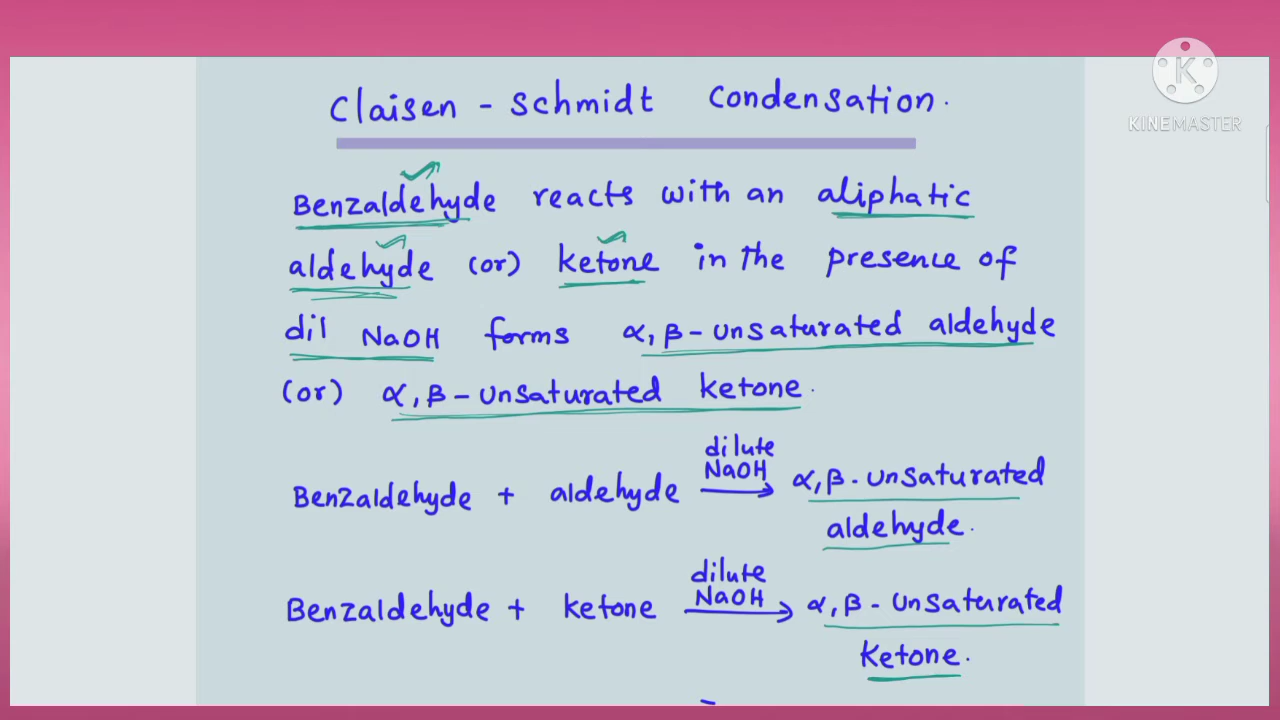 Claisen - Schmidt Condensation.
KINEMASTER
Benzaldehyde reacts with an aliphatic
aldehyde (or) ketone in the presence of
dil NaOH forms α,β-unsaturated aldehyde
(or) α,β-unsaturated ketone.
dilute
NaOH
Benzaldehyde + aldehyde → α,β-unsaturated
aldehyde.
dilute
NaOH
Benzaldehyde + ketone → α,β-unsaturated
Ketone.